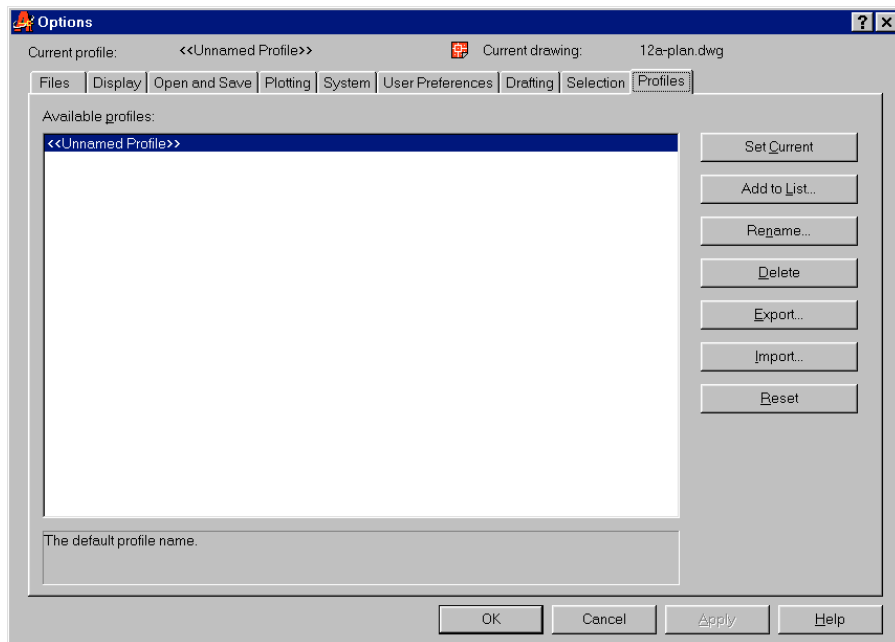 Options
Current profile: <<Unnamed Profile>> Current drawing: 12a-plan.dwg
Files Display Open and Save Plotting System User Preferences Drafting Selection Profiles
Available profiles:
<<Unnamed Profile>>
Set Current
Add to List...
Rename...
Delete
Export...
Import...
Reset
The default profile name.
OK Cancel Apply Help